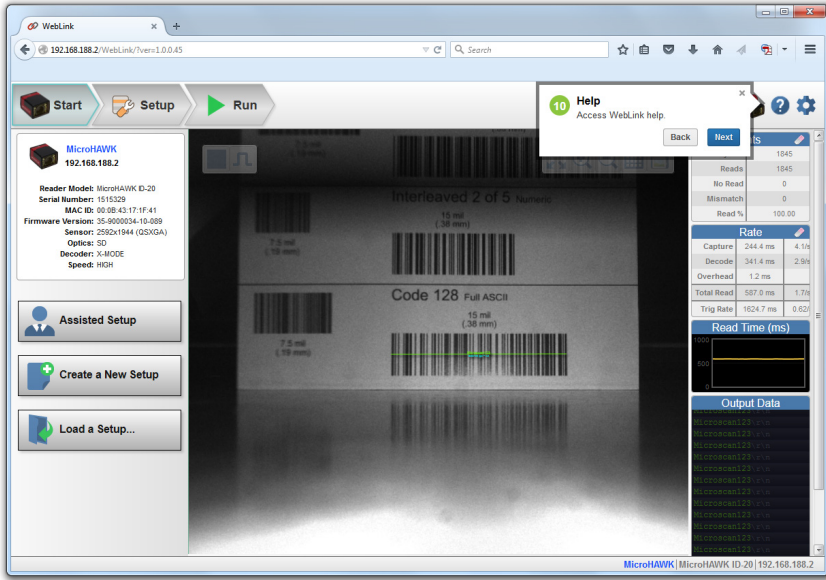 WebLink
192.168.188.2/WebLink/?ver=1.0.0.45
Search
Start
Setup
Run
10
Help
Access WebLink help.
Back
Next
MicroHAWK
192.168.188.2
Reader Model: MicroHAWK ID-20
Serial Number: 1515329
MAC ID: 00:0B:43:17:1F:41
Firmware Version: 35-9000034-10-089
Sensor: 2592x1944 (QSXGA)
Optics: SD
Decoder: X-MODE
Speed: HIGH
Assisted Setup
Create a New Setup
Load a Setup...
7.5 mil
(.19 mm)
Interleaved 2 of 5 Numeric
15 mil
(.38 mm)
7.5 mil
(.19 mm)
Code 128 Full ASCII
15 mil
(.38 mm)
7.5 mil
(.19 mm)
1845
Reads 1845
No Read 0
Mismatch 0
Read % 100.00
Rate
Capture 244.4 ms 4.1/s
Decode 341.4 ms 2.9/s
Overhead 1.2 ms
Total Read 587.0 ms 1.7/s
Trig Rate 1624.7 ms 0.62/
Read Time (ms)
1000
800
0
Output Data
Microscan123\r\n
Microscan123\r\n
Microscan123\r\n
Microscan123\r\n
Microscan123\r\n
Microscan123\r\n
Microscan123\r\n
Microscan123\r\n
Microscan123\r\n
Microscan123\r\n
Microscan123\r\n
Microscan123\r\n
MicroHAWK MicroHAWK ID-20 192.168.188.2